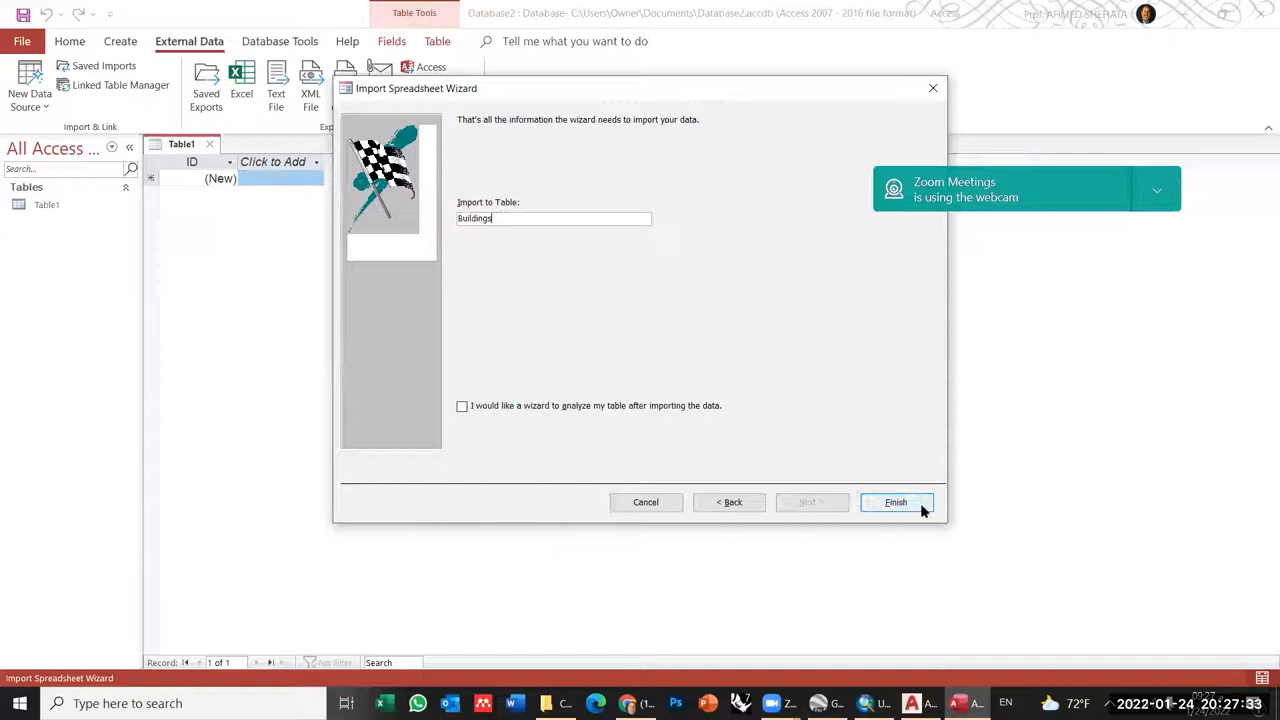 Table Tools
Database2 : Database- C:\Users\Owner\Documents\Database2.accdb (Access 2007 - 2016 file format) - Access
Prof. AHMED SHEHATA
File Home Create External Data Database Tools Help Fields Table Tell me what you want to do
New Data Source
Saved Imports
Linked Table Manager
Import & Link
Saved Exports
Excel
Text File
XML File
Access
Exp
Import Spreadsheet Wizard
That's all the information the wizard needs to import your data.
Import to Table:
Buildings
I would like a wizard to analyze my table after importing the data.
Cancel
< Back
Next >
Finish
Zoom Meetings
is using the webcam
All Access ...
Search...
Tables
Table1
Table1
ID
Click to Add
(New)
Record:
1 of 1
No Filter
Search
Import Spreadsheet Wizard
Type here to search
C...
(1...
Z...
G...
U...
A...
A...
72°F
EN
2022-01-24 20:27:33